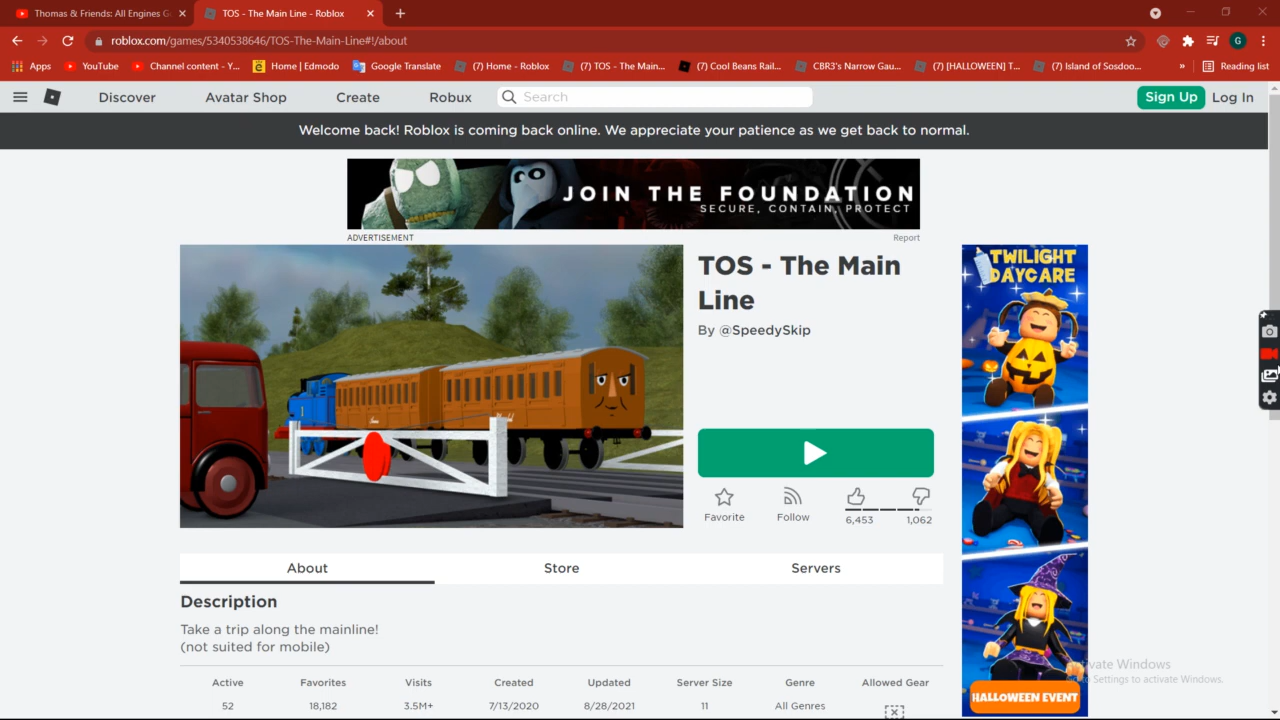 Thomas & Friends: All Engines G
TOS - The Main Line - Roblox
roblox.com/games/5340538646/TOS-The-Main-Line#!/about
G
Apps
YouTube
Channel content - Y...
Home | Edmodo
Google Translate
(7) Home - Roblox
(7) TOS - The Main...
(7) Cool Beans Rail...
CBR3's Narrow Gau...
(7) [HALLOWEEN] T...
(7) Island of Sosdoo...
»
Reading list
Discover
Avatar Shop
Create
Robux
Search
Sign Up
Log In
Welcome back! Roblox is coming back online. We appreciate your patience as we get back to normal.
JOIN THE FOUNDATION
SECURE, CONTAIN, PROTECT
ADVERTISEMENT
Report
TOS - The Main
Line
By @SpeedySkip
TWILIGHT
DAYCARE
Favorite
Follow
6,453
1,062
About
Store
Servers
Description
Take a trip along the mainline!
(not suited for mobile)
Active
Favorites
Visits
Created
Updated
Server Size
Genre
Allowed Gear
52
18,182
3.5M+
7/13/2020
8/28/2021
11
All Genres
HALLOWEEN EVENT
Windows
Settings to activate Windows.